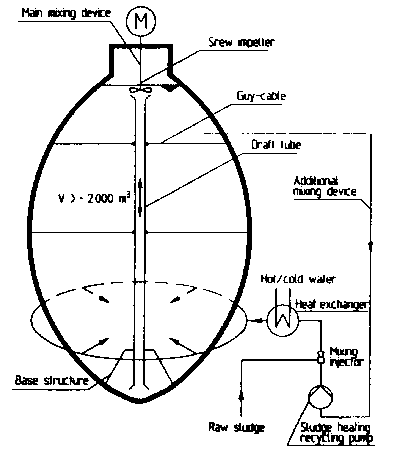 Main mixing device
M
Srew impeller
Guy-cable
Draft tube
Additional
mixing device
V > ~ 2000 m³
Hot/cold water
Heat exchanger
Mixing
injector
Base structure
Raw sludge
Sludge healing
recycling pump